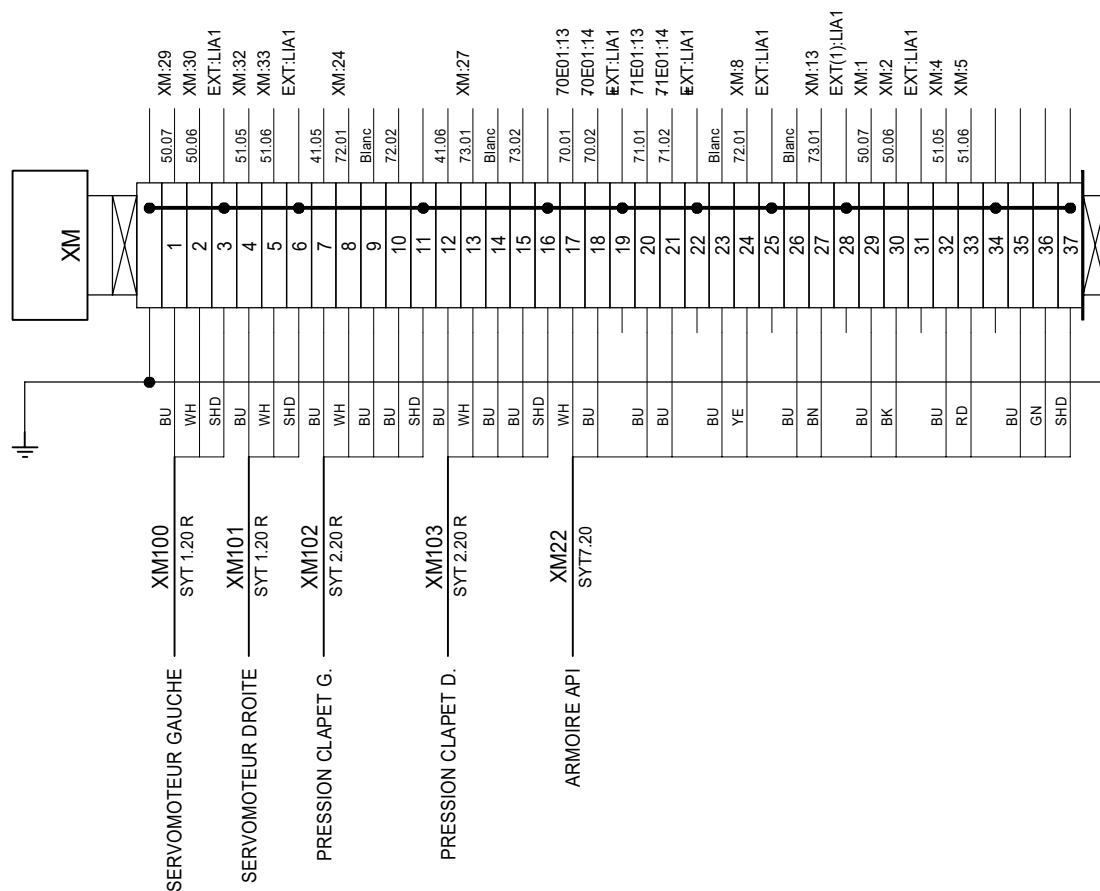 XM
XM:29
XM:30
EXT:LIA1
XM:32
XM:33
EXT:LIA1
XM:24
XM:27
70E01:13
70E01:14
EXT:LIA1
71E01:13
71E01:14
EXT:LIA1
XM:8
EXT:LIA1
XM:13
EXT(1):LIA1
XM:1
XM:2
EXT:LIA1
XM:4
XM:5
50.07
50.06
51.05
51.06
41.05
72.01
Blanc
72.02
41.06
73.01
Blanc
73.02
70.01
70.02
71.01
71.02
Blanc
72.01
Blanc
73.01
50.07
50.06
51.05
51.06
1
2
3
4
5
6
7
8
9
10
11
12
13
14
15
16
17
18
19
20
21
22
23
24
25
26
27
28
29
30
31
32
33
34
35
36
37
BU
WH
SHD
BU
WH
SHD
BU
WH
BU
BU
SHD
BU
WH
BU
BU
SHD
WH
BU
BU
BU
BU
YE
BU
BN
BU
BK
BU
RD
BU
GN
SHD
XM100
SYT 1.20 R
SERVOMOTEUR GAUCHE
XM101
SYT 1.20 R
SERVOMOTEUR DROITE
XM102
SYT 2.20 R
PRESSION CLAPET G.
XM103
SYT 2.20 R
PRESSION CLAPET D.
XM22
SYT7.20
ARMOIRE API